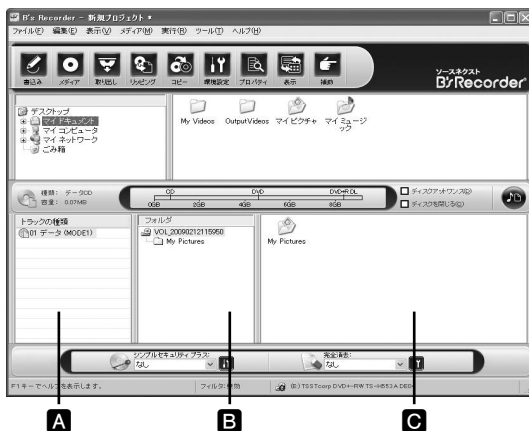 B's Recorder - 新規プロジェクト *
ファイル(F) 編集(E) 表示(V) メディア(M) 実行(R) ツール(T) ヘルプ(H)
書込み メディア 取り出し リッピング コピー 環境設定 プロパティ 表示 補助
ソースネクスト
B's Recorder
デスクトップ
マイ ドキュメント
マイ コンピュータ
マイ ネットワーク
ごみ箱
My Videos OutputVideos マイ ピクチャ マイ ミュージック
種類: データCD
容量: 0.07MB
CD DVD DVD+R DL
0GB 2GB 4GB 6GB 8GB
ディスクアットワンス(D)
ディスクを閉じる(C)
トラックの種類
01 データ (MODE1)
フォルダ
VOL_20090212115950
My Pictures
My Pictures
シンプルセキュリティ プラス:
なし
完全消去:
なし
F1キーでヘルプを表示します。
フィルタ: 有効
(E:) TSSTcorp DVD+-RW TS-H553A DE0
A B C